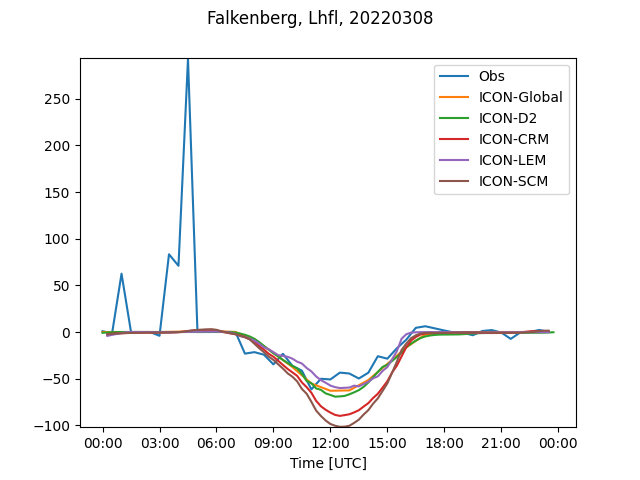 Falkenberg, Lhfl, 20220308
Obs
ICON-Global
ICON-D2
ICON-CRM
ICON-LEM
ICON-SCM
250
200
150
100
50
0
−50
−100
00:00 03:00 06:00 09:00 12:00 15:00 18:00 21:00 00:00
Time [UTC]